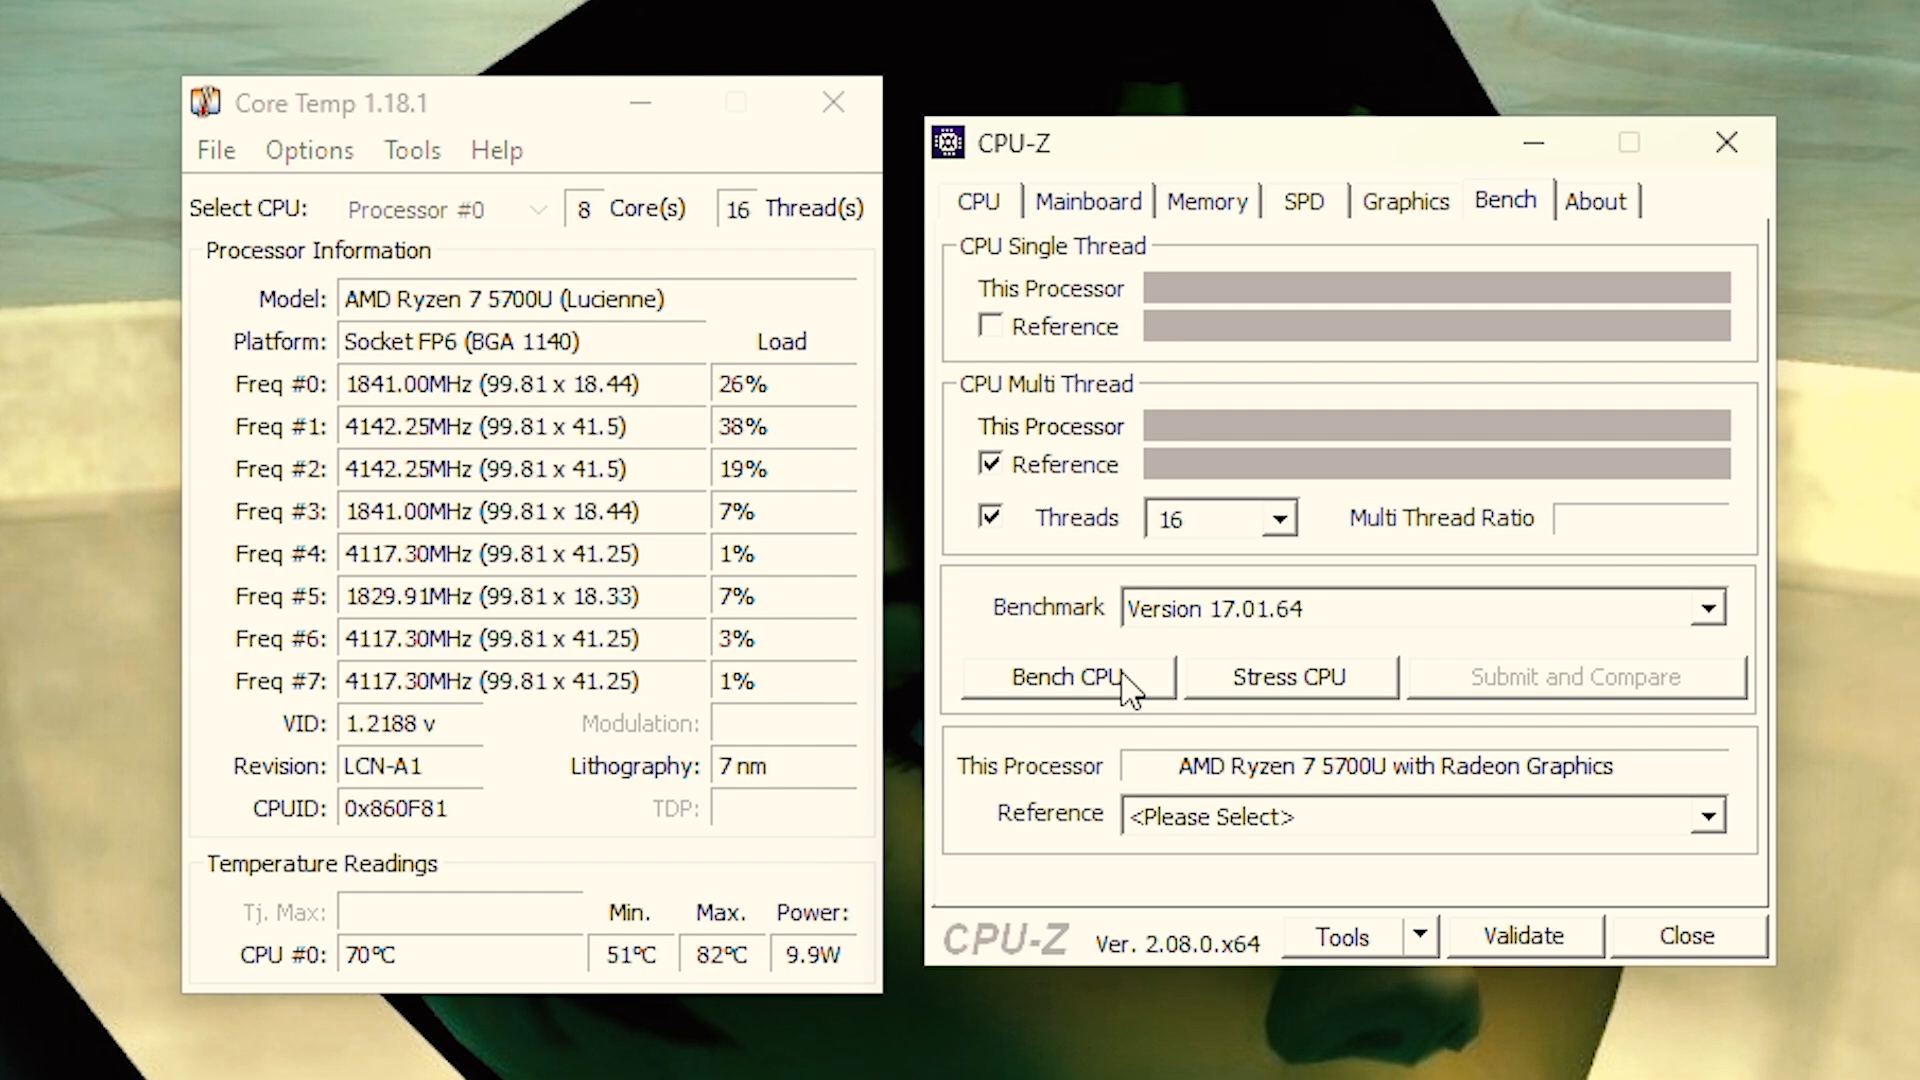 Core Temp 1.18.1
File Options Tools Help
Select CPU: Processor #0 8 Core(s) 16 Thread(s)
Processor Information
Model: AMD Ryzen 7 5700U (Lucienne)
Platform: Socket FP6 (BGA 1140) Load
Freq #0: 1841.00MHz (99.81 x 18.44) 26%
Freq #1: 4142.25MHz (99.81 x 41.5) 38%
Freq #2: 4142.25MHz (99.81 x 41.5) 19%
Freq #3: 1841.00MHz (99.81 x 18.44) 7%
Freq #4: 4117.30MHz (99.81 x 41.25) 1%
Freq #5: 1829.91MHz (99.81 x 18.33) 7%
Freq #6: 4117.30MHz (99.81 x 41.25) 3%
Freq #7: 4117.30MHz (99.81 x 41.25) 1%
VID: 1.2188 v Modulation:
Revision: LCN-A1 Lithography: 7 nm
CPUID: 0x860F81 TDP:
Temperature Readings
Tj. Max: Min. Max. Power:
CPU #0: 70°C 51°C 82°C 9.9W
CPU-Z
CPU Mainboard Memory SPD Graphics Bench About
CPU Single Thread
This Processor
Reference
CPU Multi Thread
This Processor
Reference
Threads 16 Multi Thread Ratio
Benchmark Version 17.01.64
Bench CPU Stress CPU Submit and Compare
This Processor AMD Ryzen 7 5700U with Radeon Graphics
Reference <Please Select>
CPU-Z Ver. 2.08.0.x64 Tools Validate Close